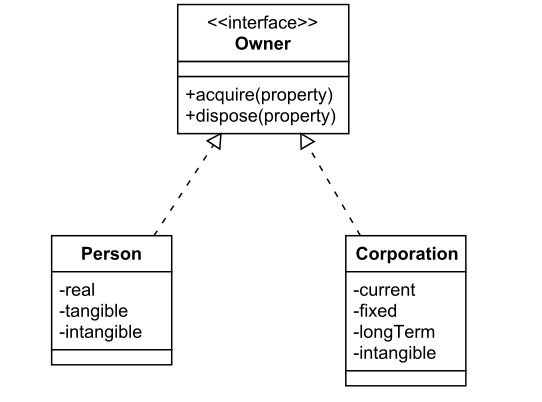 <<interface>>
Owner
+acquire(property)
+dispose(property)
Person
-real
-tangible
-intangible
Corporation
-current
-fixed
-longTerm
-intangible